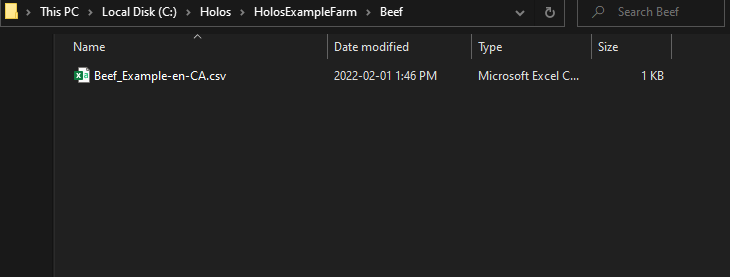 This PC > Local Disk (C:) > Holos > HolosExampleFarm > Beef Search Beef
Name Date modified Type Size
Beef_Example-en-CA.csv 2022-02-01 1:46 PM Microsoft Excel C... 1 KB